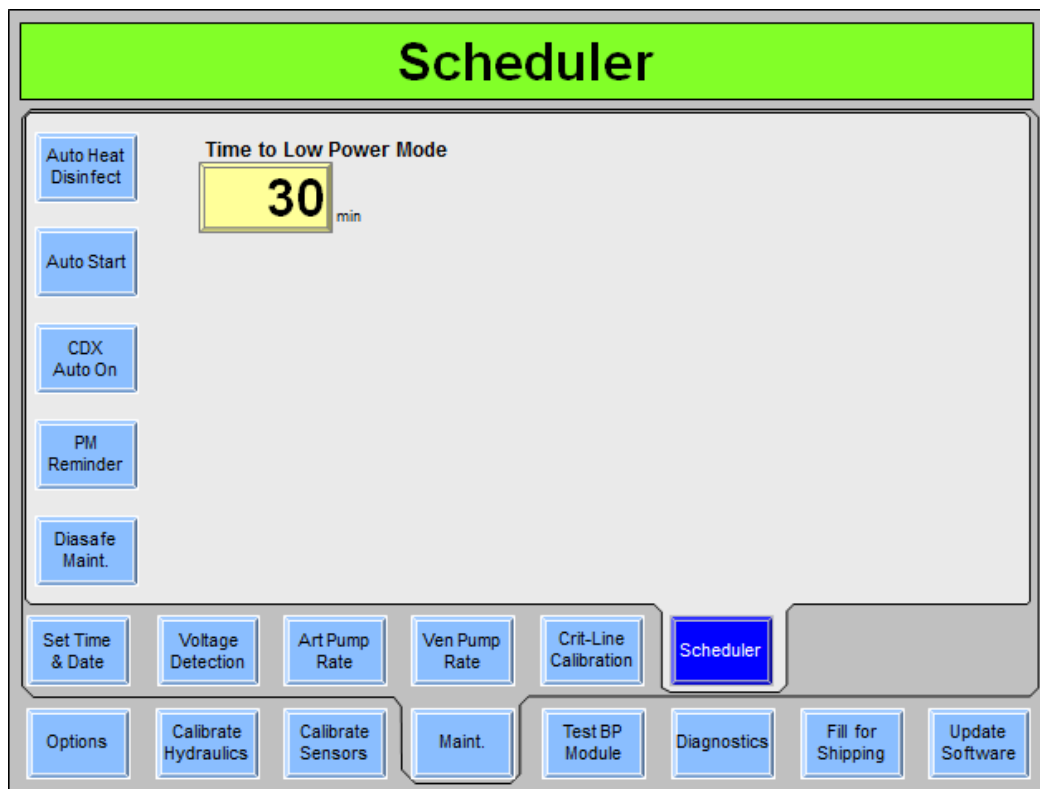 Scheduler
Time to Low Power Mode
30 min
Auto Heat
Disinfect
Auto Start
CDX
Auto On
PM
Reminder
Diasafe
Maint.
Set Time
& Date
Voltage
Detection
Art Pump
Rate
Ven Pump
Rate
Crit-Line
Calibration
Scheduler
Options
Calibrate
Hydraulics
Calibrate
Sensors
Maint.
Test BP
Module
Diagnostics
Fill for
Shipping
Update
Software